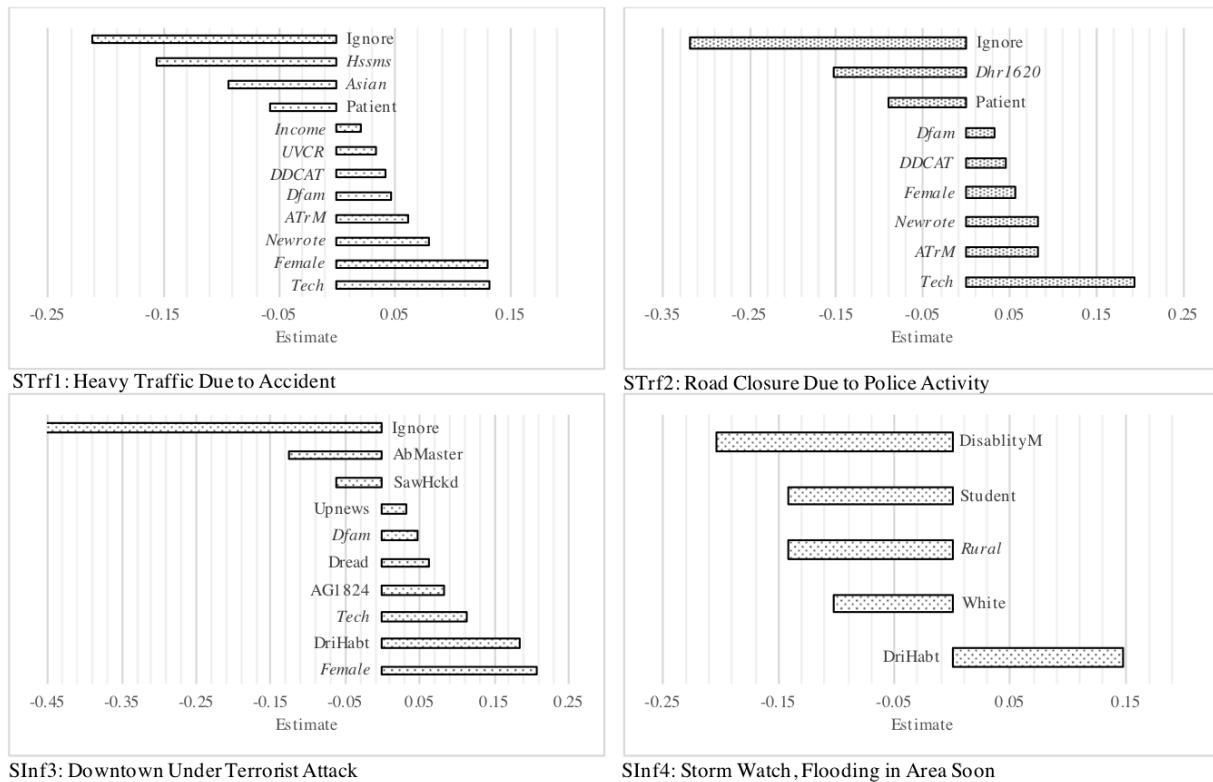 Ignore
Hssms
Asian
Patient
Income
UVCR
DDCAT
Dfam
ATrM
Newrote
Female
Tech
-0.25 -0.15 -0.05 0.05 0.15
Estimate
STrf1: Heavy Traffic Due to Accident
Ignore
Dhr1620
Patient
Dfam
DDCAT
Female
Newrote
ATrM
Tech
-0.35 -0.25 -0.15 -0.05 0.05 0.15 0.25
Estimate
STrf2: Road Closure Due to Police Activity
Ignore
AbMaster
SawHckd
Upnews
Dfam
Dread
AG1824
Tech
DriHabt
Female
-0.45 -0.35 -0.25 -0.15 -0.05 0.05 0.15 0.25
Estimate
SInf3: Downtown Under Terrorist Attack
DisablityM
Student
Rural
White
DriHabt
-0.25 -0.15 -0.05 0.05 0.15
Estimate
SInf4: Storm Watch, Flooding in Area Soon